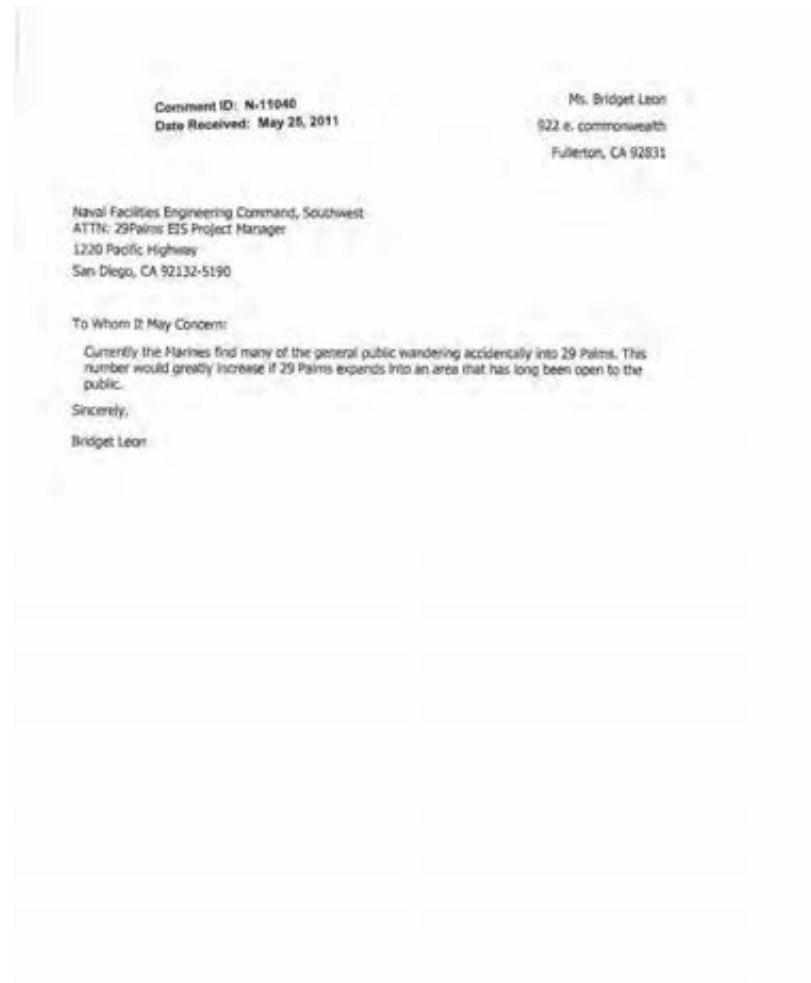 Comment ID: N-11040
Date Received: May 25, 2011
Ms. Bridget Leon
922 e. commonwealth
Fullerton, CA 92831
Naval Facilities Engineering Command, Southwest
ATTN: 29Palms EIS Project Manager
1220 Pacific Highway
San Diego, CA 92132-5190
To Whom It May Concern:
Currently the Marines find many of the general public wandering accidentally into 29 Palms. This
number would greatly increase if 29 Palms expands into an area that has long been open to the
public.
Sincerely,
Bridget Leon